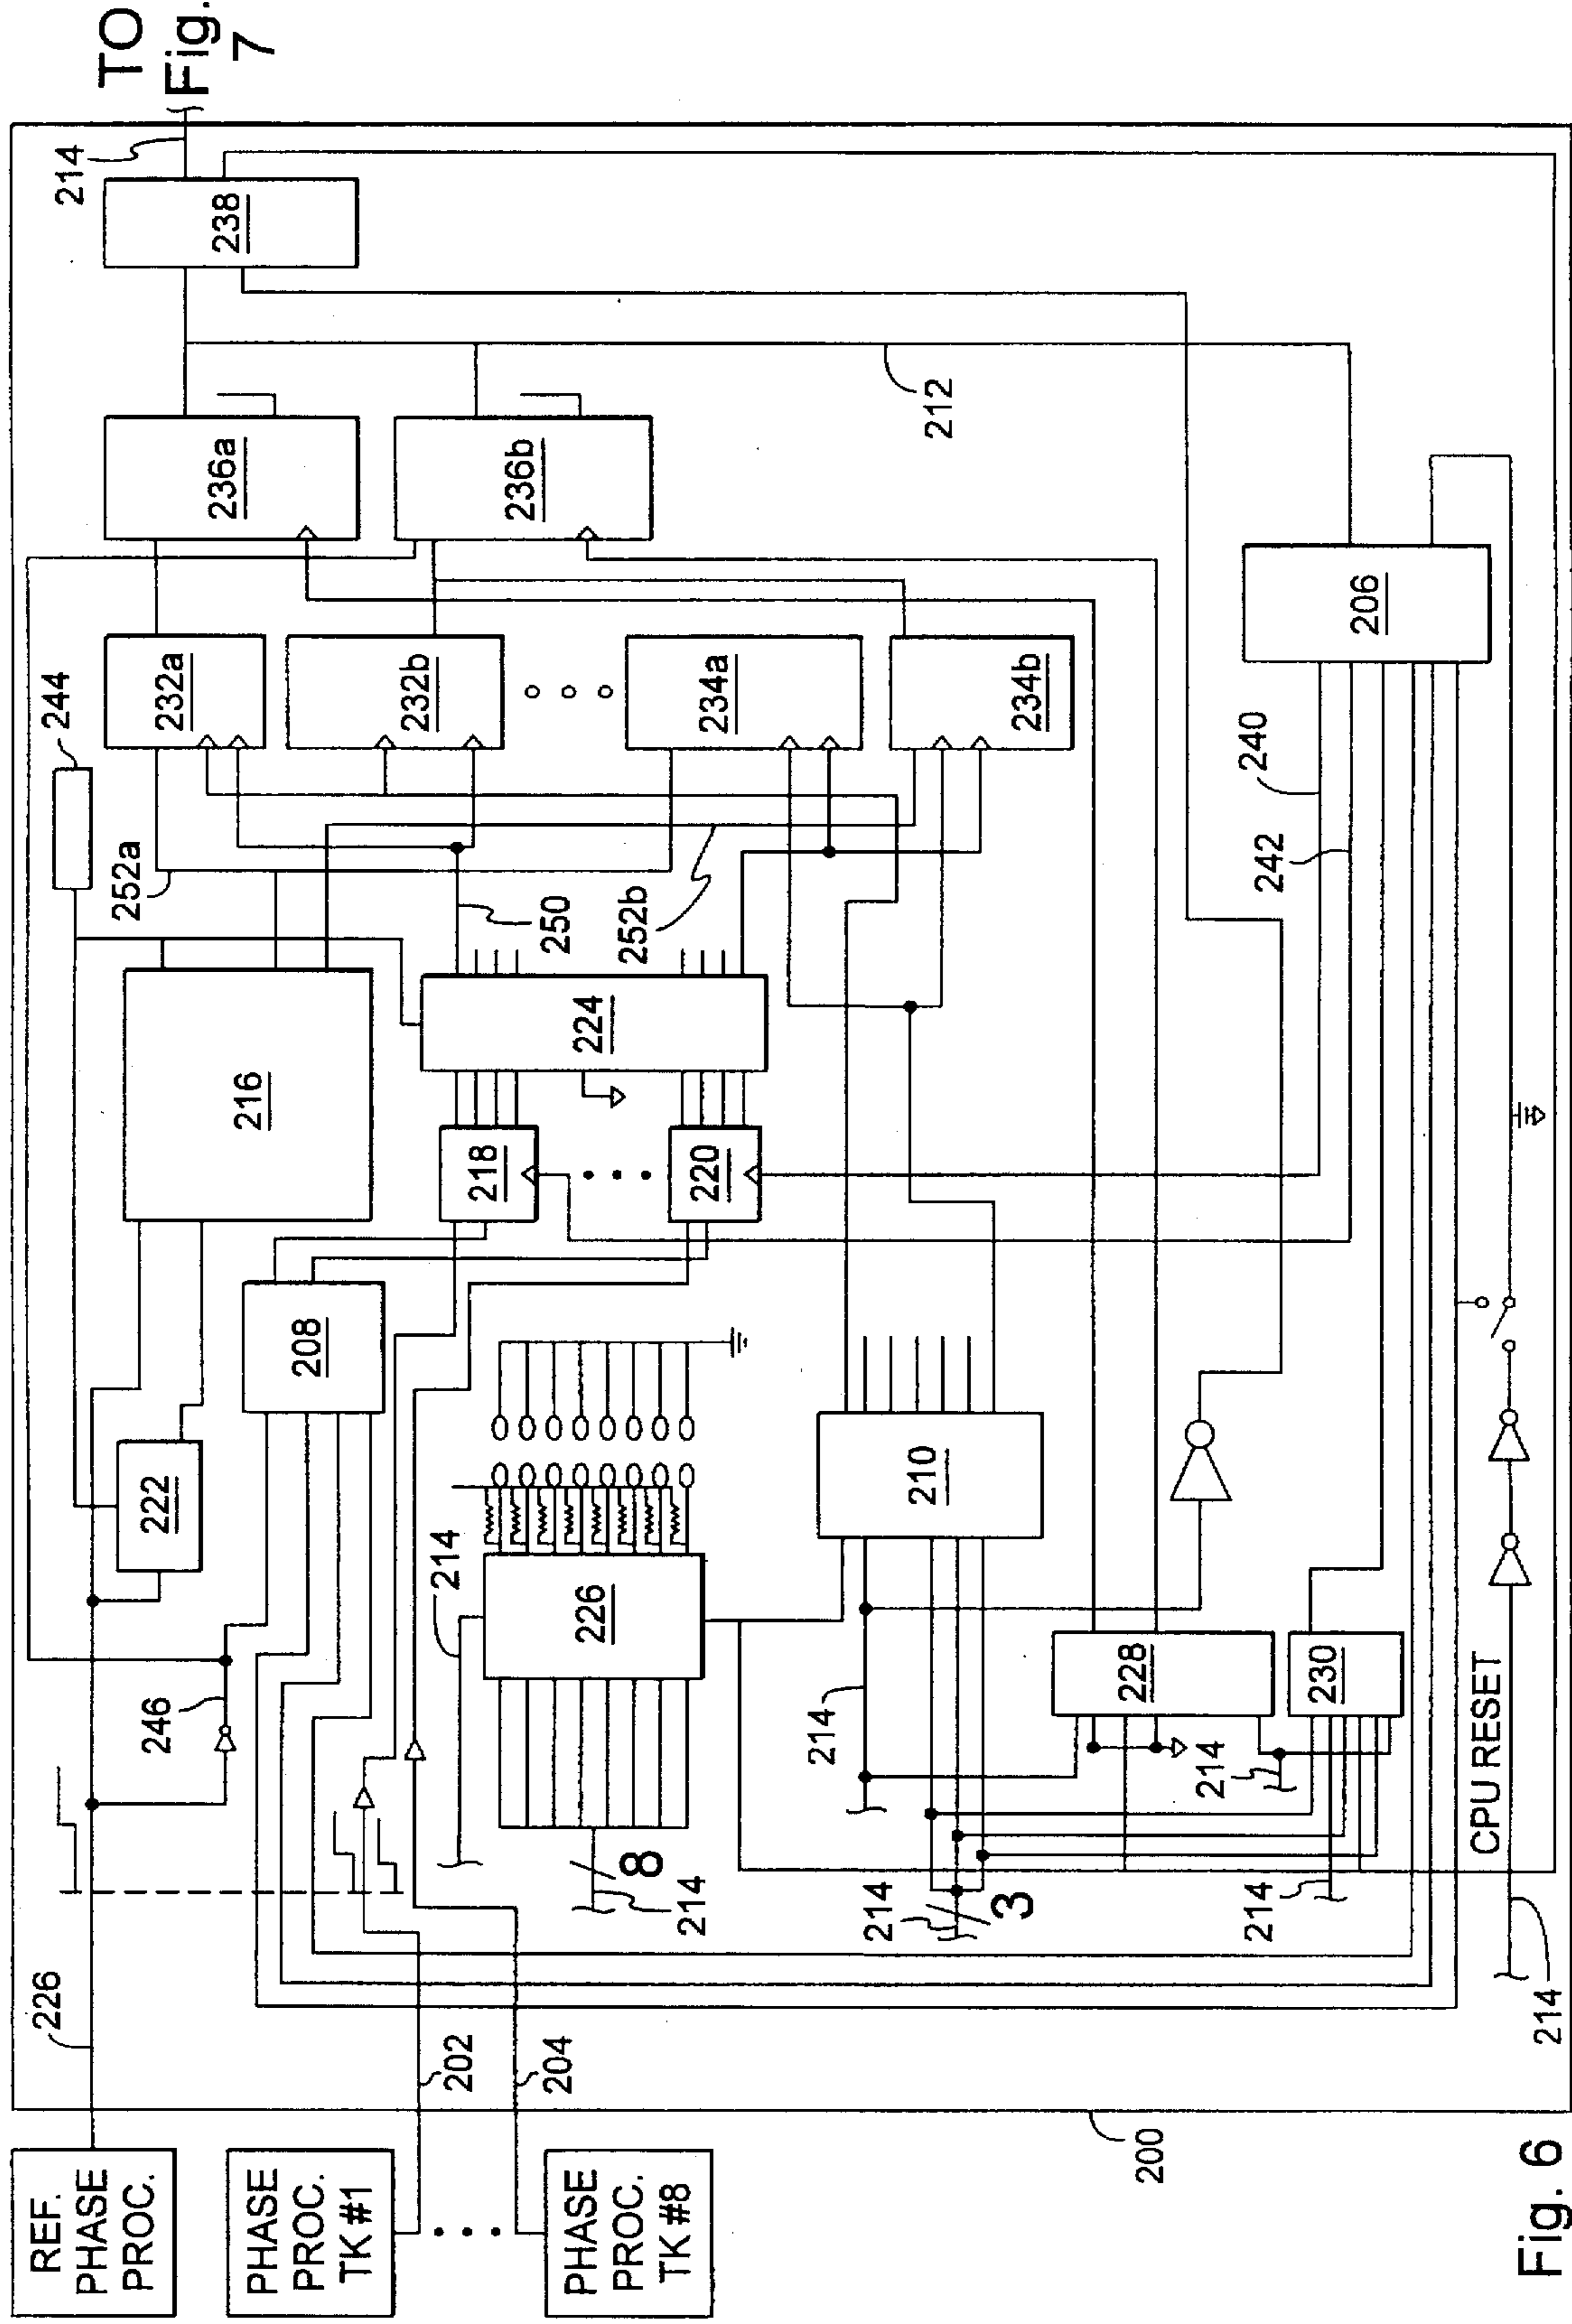 TO
Fig.
7
214
238
236a
236b
212
232a
232b
234a
234b
206
244
252a
250
252b
240
242
216
224
218
220
208
222
226
214
210
246
214
228
230
214
CPU RESET
8
214
214
3
214
214
226
202
204
REF.
PHASE
PROC.
PHASE
PROC.
TK #1
PHASE
PROC.
TK #8
200
Fig. 6